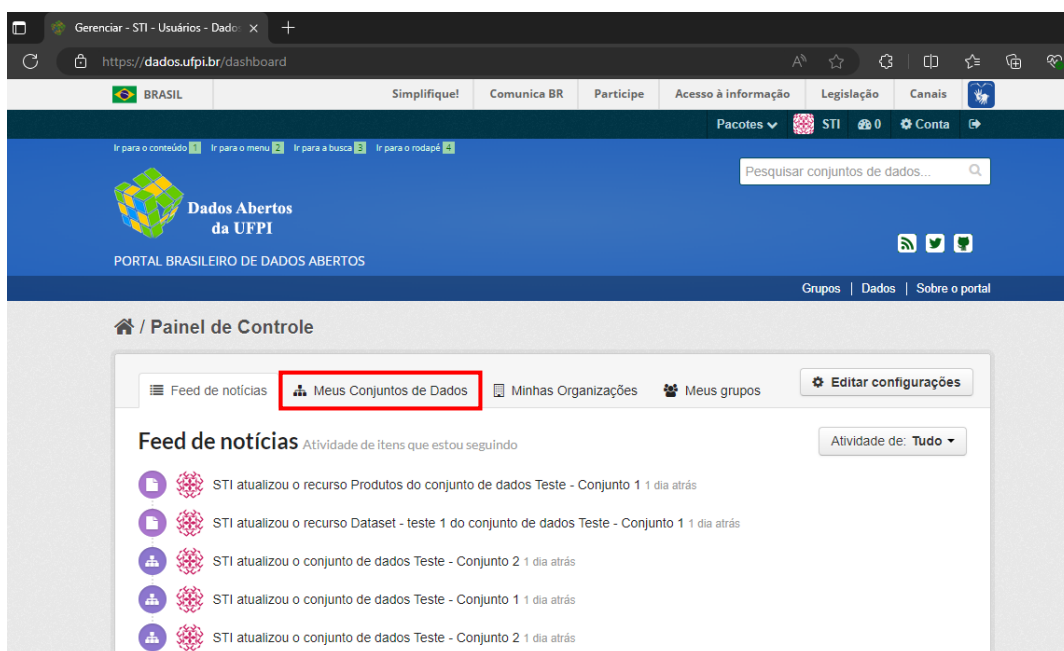 Gerenciar - STI - Usuários - Dado
https://dados.ufpi.br/dashboard
BRASIL Simplifique! Comunica BR Participe Acesso à informação Legislação Canais
Pacotes STI 0 Conta
Ir para o conteúdo 1 Ir para o menu 2 Ir para a busca 3 Ir para o rodapé 4
Pesquisar conjuntos de dados...
Dados Abertos
da UFPI
PORTAL BRASILEIRO DE DADOS ABERTOS
Grupos | Dados | Sobre o portal
/ Painel de Controle
Feed de notícias Meus Conjuntos de Dados Minhas Organizações Meus grupos Editar configurações
Feed de notícias Atividade de itens que estou seguindo Atividade de: Tudo
STI atualizou o recurso Produtos do conjunto de dados Teste - Conjunto 1 1 dia atrás
STI atualizou o recurso Dataset - teste 1 do conjunto de dados Teste - Conjunto 1 1 dia atrás
STI atualizou o conjunto de dados Teste - Conjunto 2 1 dia atrás
STI atualizou o conjunto de dados Teste - Conjunto 1 1 dia atrás
STI atualizou o conjunto de dados Teste - Conjunto 2 1 dia atrás